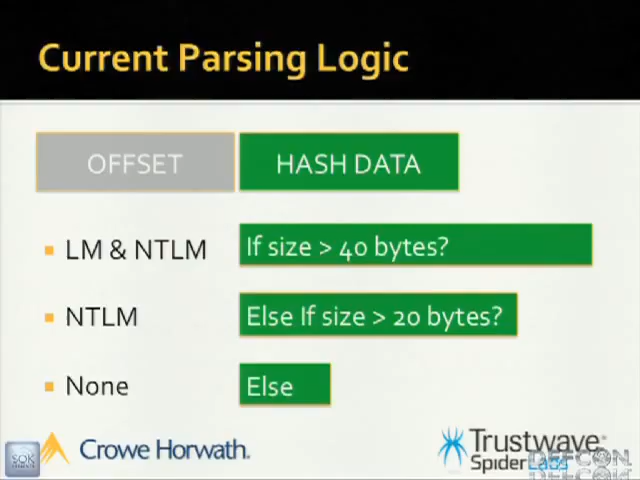 Current Parsing Logic
OFFSET
HASH DATA
LM & NTLM
If size > 40 bytes?
NTLM
Else If size > 20 bytes?
None
Else
Crowe Horwath.
Trustwave
SpiderLabs
DEFCON